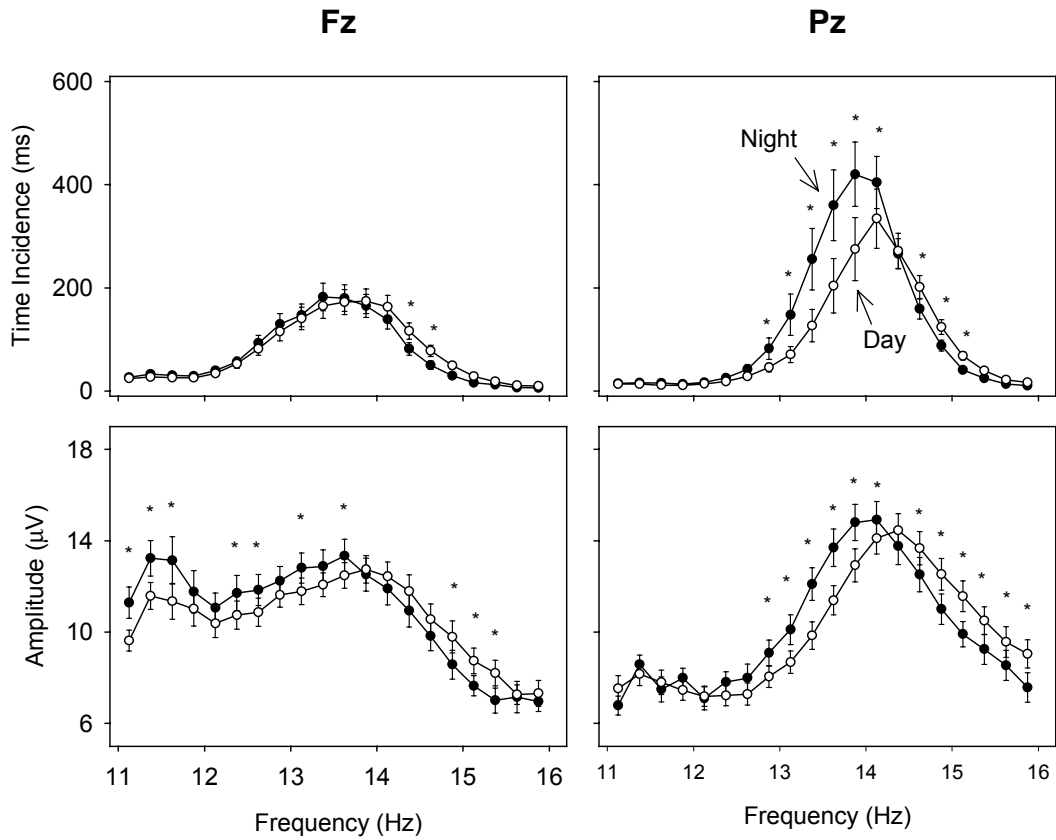 Fz Pz
600
400
200
0
Time Incidence (ms)
* *
Night
* * * * * * * *
Day
18
14
10
6
Amplitude (µV)
* * * * * * * * * *
* * * * * * * * * * * *
11 12 13 14 15 16
11 12 13 14 15 16
Frequency (Hz) Frequency (Hz)